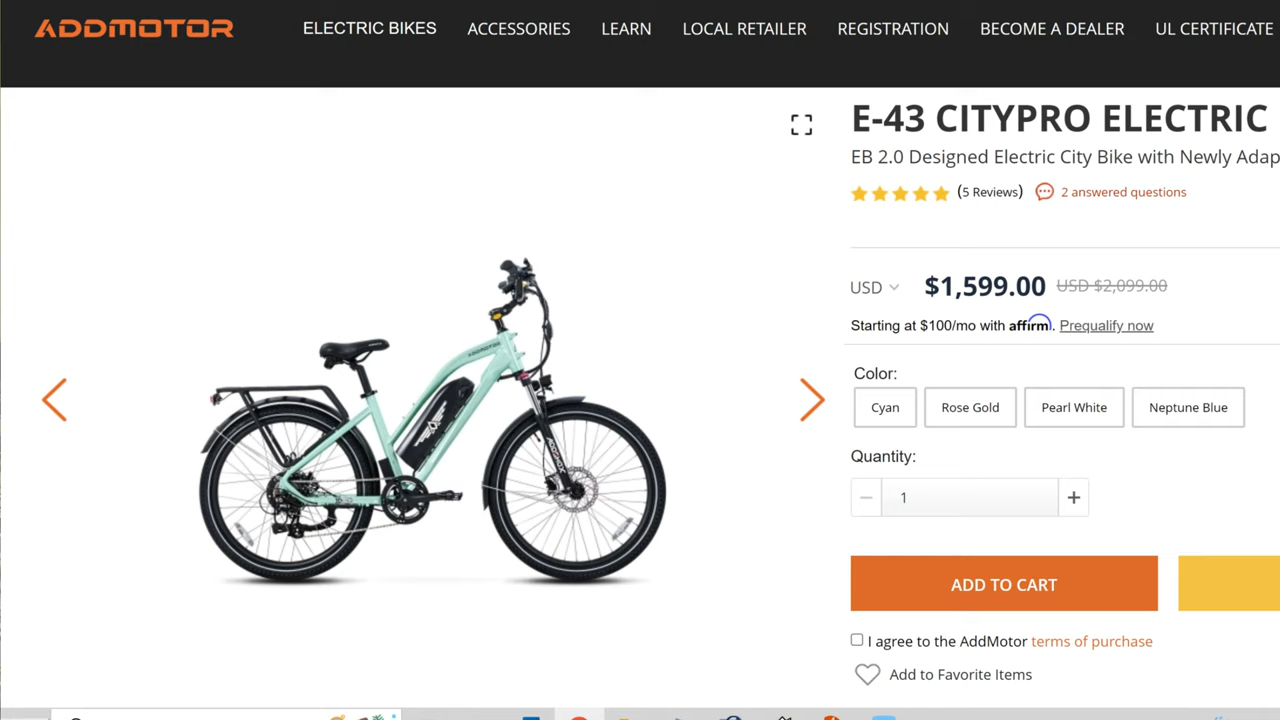 ADDMOTOR
ELECTRIC BIKES
ACCESSORIES
LEARN
LOCAL RETAILER
REGISTRATION
BECOME A DEALER
UL CERTIFICATE
E-43 CITYPRO ELECTRIC
EB 2.0 Designed Electric City Bike with Newly Adap
(5 Reviews)
2 answered questions
USD
$1,599.00
USD $2,099.00
Starting at $100/mo with affirm. Prequalify now
Color:
Cyan
Rose Gold
Pearl White
Neptune Blue
Quantity:
1
ADD TO CART
I agree to the AddMotor terms of purchase
Add to Favorite Items
ADDMOTOR